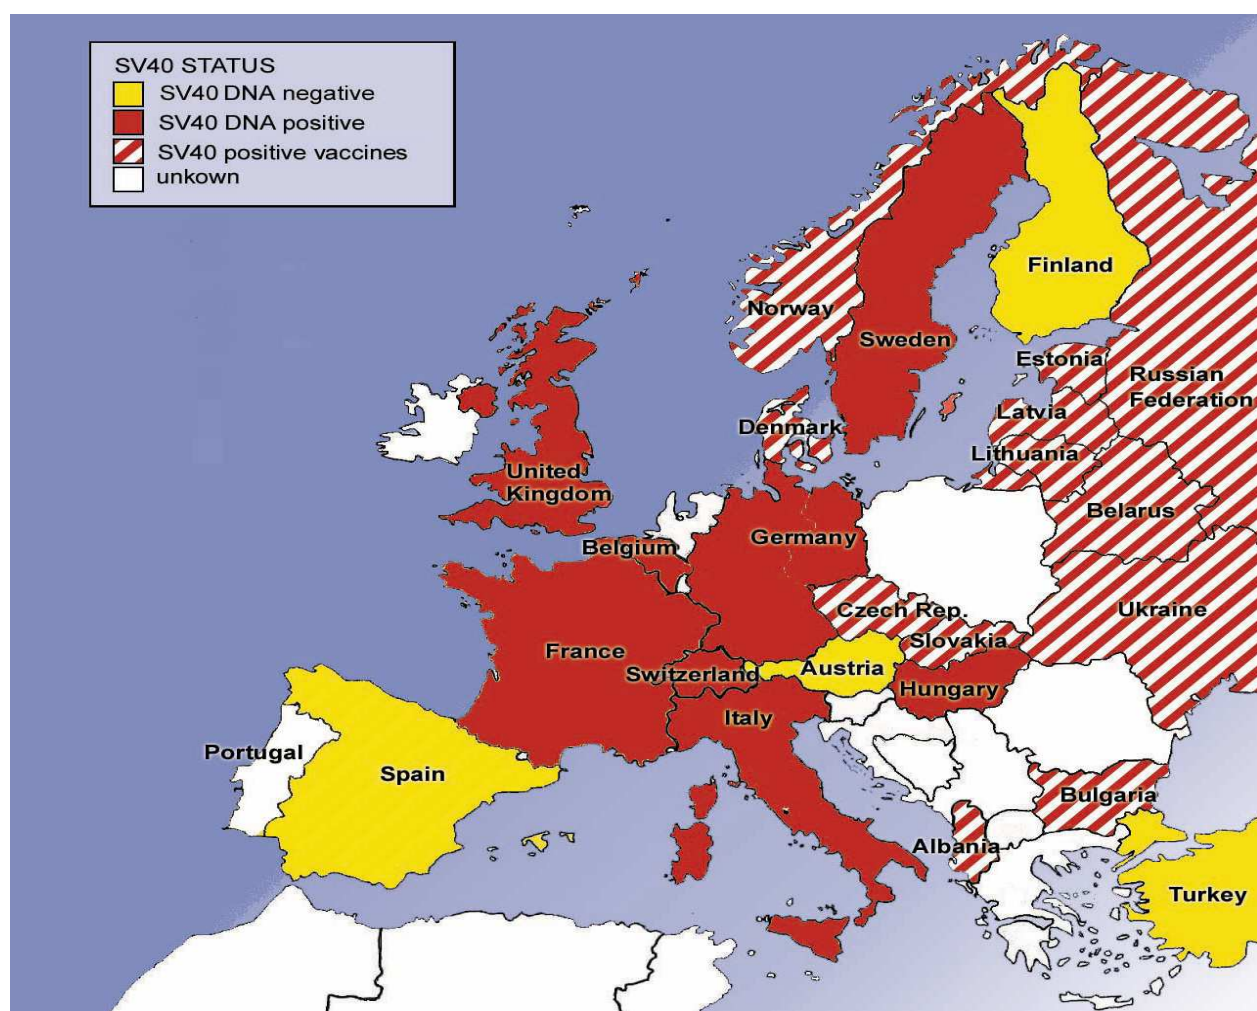 SV40 STATUS
SV40 DNA negative
SV40 DNA positive
SV40 positive vaccines
unkown
Finland
Norway
Sweden
Estonia
Russian
Federation
Latvia
Denmark
Lithuania
United
Kingdom
Belarus
Germany
Belgium
Czech Rep.
Ukraine
Slovakia
France
Switzerland
Austria
Hungary
Italy
Portugal
Spain
Bulgaria
Albania
Turkey